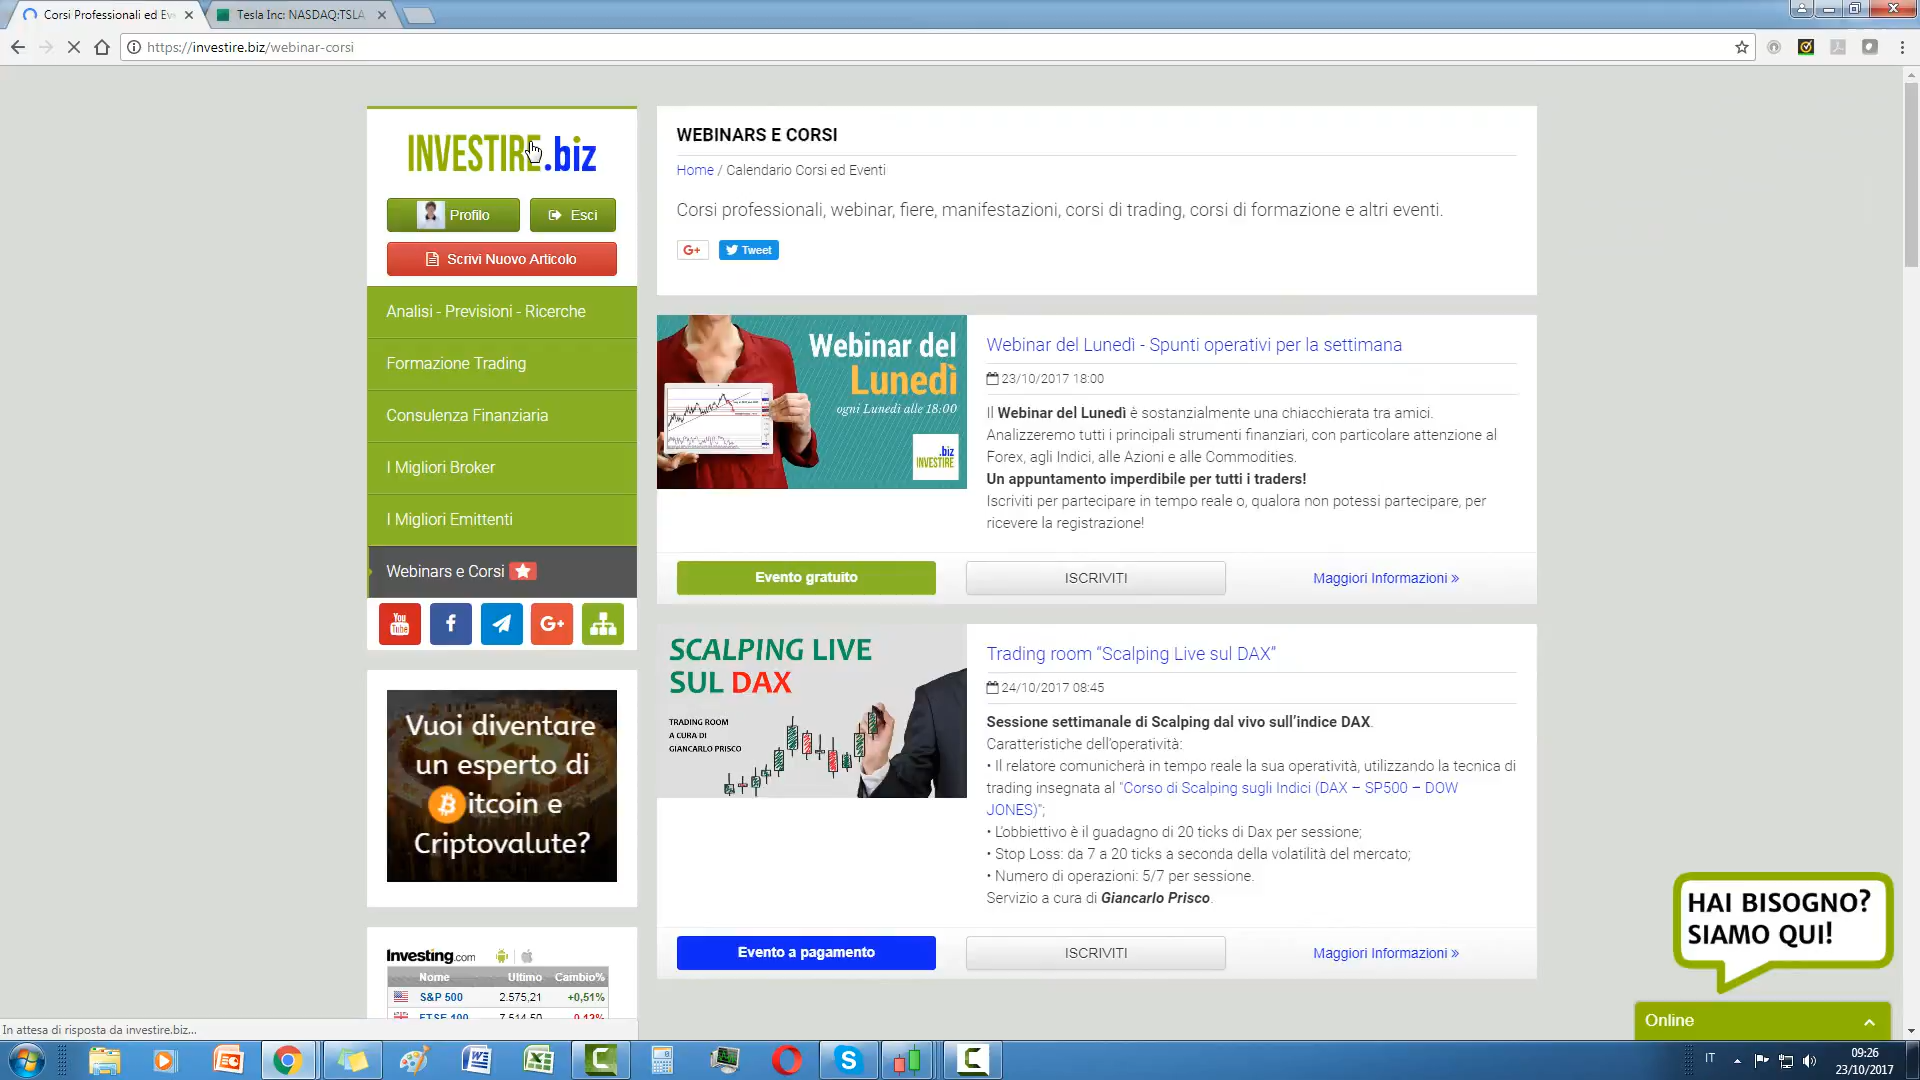 Corsi Professionali ed Ev
Tesla Inc: NASDAQ:TSLA
https://investire.biz/webinar-corsi
INVESTIRE.biz
Profilo
Esci
Scrivi Nuovo Articolo
Analisi - Previsioni - Ricerche
Formazione Trading
Consulenza Finanziaria
I Migliori Broker
I Migliori Emittenti
Webinars e Corsi
You
Tube
f
G+
Vuoi diventare
un esperto di
Bitcoin e
Criptovalute?
Investing.com
Nome Ultimo Cambio%
S&P 500 2.575,21 +0,51%
FTSE 100 7.514,50 -0,13%
In attesa di risposta da investire.biz...
WEBINARS E CORSI
Home / Calendario Corsi ed Eventi
Corsi professionali, webinar, fiere, manifestazioni, corsi di trading, corsi di formazione e altri eventi.
G+
Tweet
Webinar del
Lunedì
ogni Lunedì alle 18:00
.biz
INVESTIRE
Webinar del Lunedì - Spunti operativi per la settimana
23/10/2017 18:00
Il Webinar del Lunedì è sostanzialmente una chiacchierata tra amici.
Analizzeremo tutti i principali strumenti finanziari, con particolare attenzione al
Forex, agli Indici, alle Azioni e alle Commodities.
Un appuntamento imperdibile per tutti i traders!
Iscriviti per partecipare in tempo reale o, qualora non potessi partecipare, per
ricevere la registrazione!
Evento gratuito
ISCRIVITI
Maggiori Informazioni »
SCALPING LIVE
SUL DAX
TRADING ROOM
A CURA DI
GIANCARLO PRISCO
Trading room “Scalping Live sul DAX”
24/10/2017 08:45
Sessione settimanale di Scalping dal vivo sull’indice DAX.
Caratteristiche dell’operatività:
• Il relatore comunicherà in tempo reale la sua operatività, utilizzando la tecnica di
trading insegnata al "Corso di Scalping sugli Indici (DAX – SP500 – DOW
JONES)";
• L’obbiettivo è il guadagno di 20 ticks di Dax per sessione;
• Stop Loss: da 7 a 20 ticks a seconda della volatilità del mercato;
• Numero di operazioni: 5/7 per sessione.
Servizio a cura di Giancarlo Prisco.
Evento a pagamento
ISCRIVITI
Maggiori Informazioni »
HAI BISOGNO?
SIAMO QUI!
Online
IT
09:26
23/10/2017